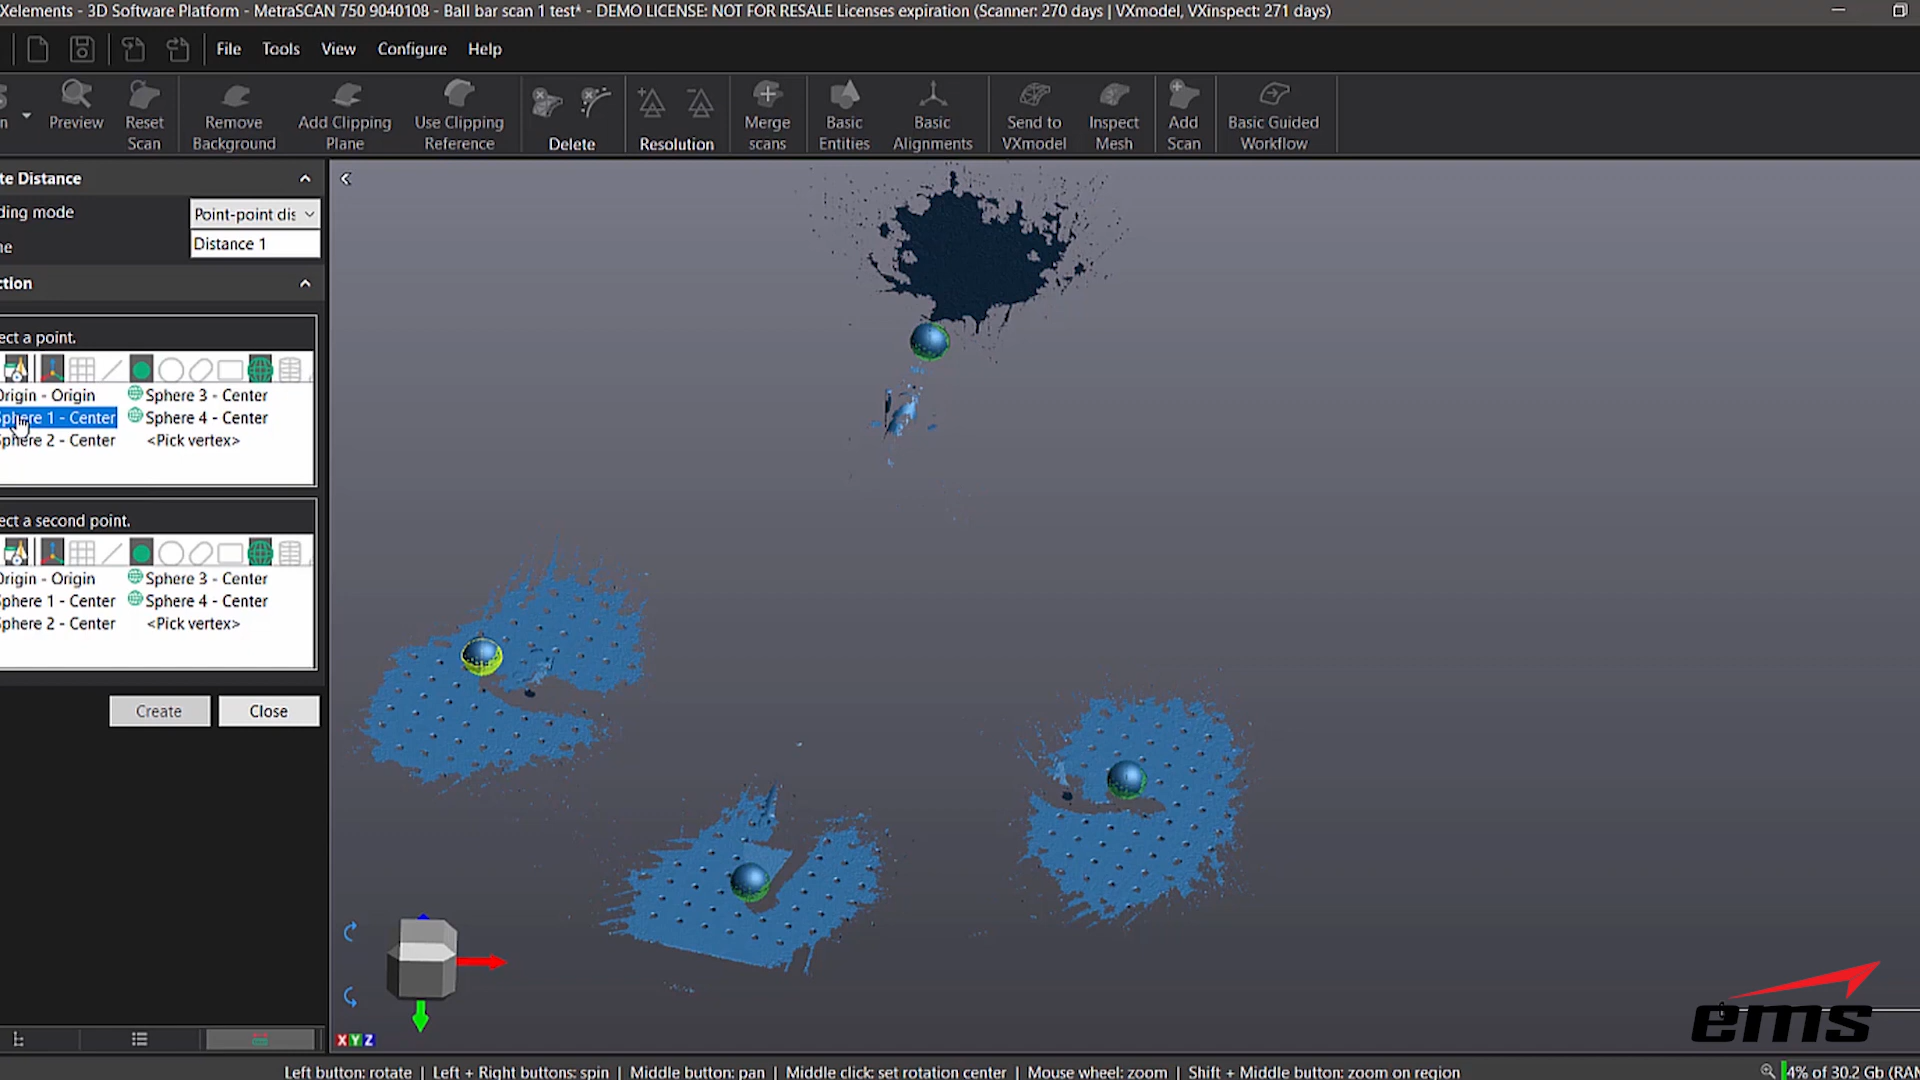 Xelements - 3D Software Platform - MetraSCAN 750 9040108 - Ball bar scan 1 test* - DEMO LICENSE: NOT FOR RESALE Licenses expiration (Scanner: 270 days | VXmodel, VXinspect: 271 days)
File Tools View Configure Help
n Preview Reset Scan Remove Background Add Clipping Plane Use Clipping Reference Delete Resolution Merge scans Basic Entities Basic Alignments Send to VXmodel Inspect Mesh Add Scan Basic Guided Workflow
te Distance
ding mode Point-point dis
ne Distance 1
ction
ect a point.
Origin - Origin Sphere 3 - Center
Sphere 1 - Center Sphere 4 - Center
Sphere 2 - Center <Pick vertex>
ect a second point.
Origin - Origin Sphere 3 - Center
Sphere 1 - Center Sphere 4 - Center
Sphere 2 - Center <Pick vertex>
Create Close
X Y Z
ems
Left button: rotate | Left + Right buttons: spin | Middle button: pan | Middle click: set rotation center | Mouse wheel: zoom | Shift + Middle button: zoom on region
4% of 30.2 Gb (RAM